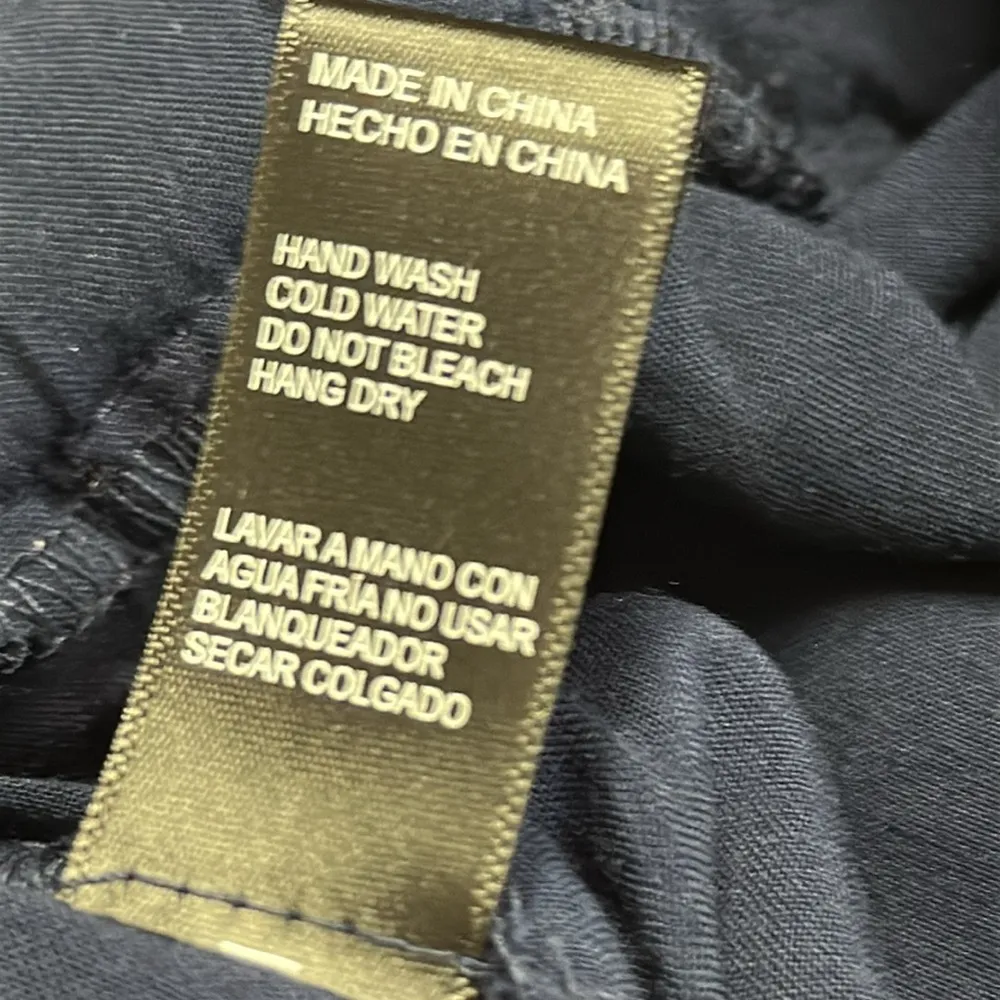 MADE IN CHINA
HECHO EN CHINA
HAND WASH
COLD WATER
DO NOT BLEACH
HANG DRY
LAVAR A MANO CON
AGUA FRÍA NO USAR
BLANQUEADOR
SECAR COLGADO